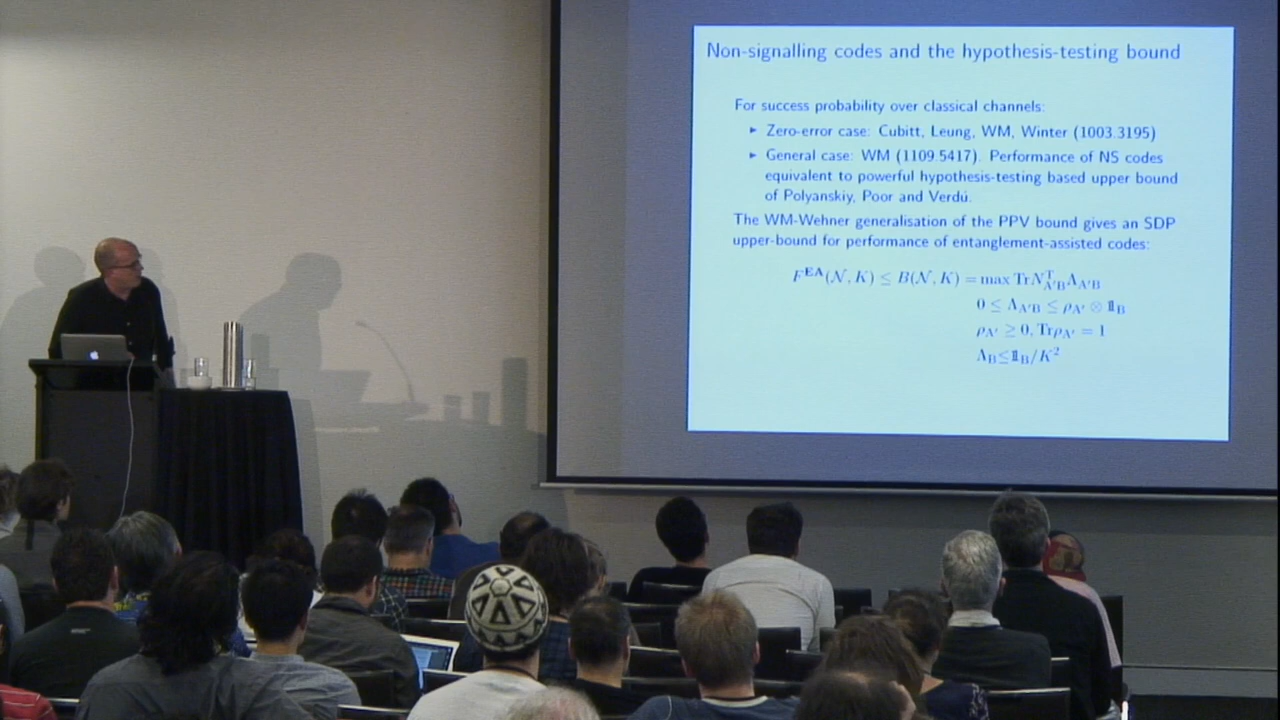 Non-signalling codes and the hypothesis-testing bound
For success probability over classical channels:
▸ Zero-error case: Cubitt, Leung, WM, Winter (1003.3195)
▸ General case: WM (1109.5417). Performance of NS codes
equivalent to powerful hypothesis-testing based upper bound
of Polyanskiy, Poor and Verdú.
The WM-Wehner generalisation of the PPV bound gives an SDP
upper-bound for performance of entanglement-assisted codes:
F^EA(𝒩, K) ≤ B(𝒩, K) = max Tr N^T_A'B Λ_A'B
0 ≤ Λ_A'B ≤ ρ_A' ⊗ 𝟙_B
ρ_A' ≥ 0, Tr ρ_A' = 1
Λ_B ≤ 𝟙_B/K²